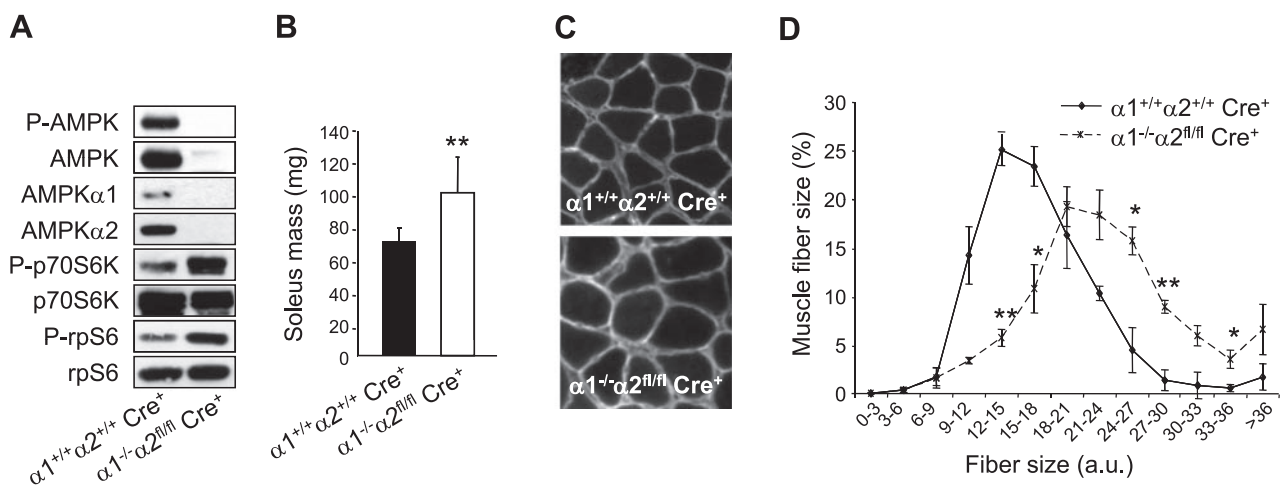 A
P-AMPK
AMPK
AMPKα1
AMPKα2
P-p70S6K
p70S6K
P-rpS6
rpS6
α1+/+α2+/+ Cre+
α1-/-α2fl/fl Cre+
B
Soleus mass (mg)
140
120
100
80
60
40
20
0
**
α1+/+α2+/+ Cre+
α1-/-α2fl/fl Cre+
C
α1+/+α2+/+ Cre+
α1-/-α2fl/fl Cre+
D
Muscle fiber size (%)
30
25
20
15
10
5
0
α1+/+α2+/+ Cre+
α1-/-α2fl/fl Cre+
**
*
*
**
*
0-3
3-6
6-9
9-12
12-15
15-18
18-21
21-24
24-27
27-30
30-33
33-36
>36
Fiber size (a.u.)